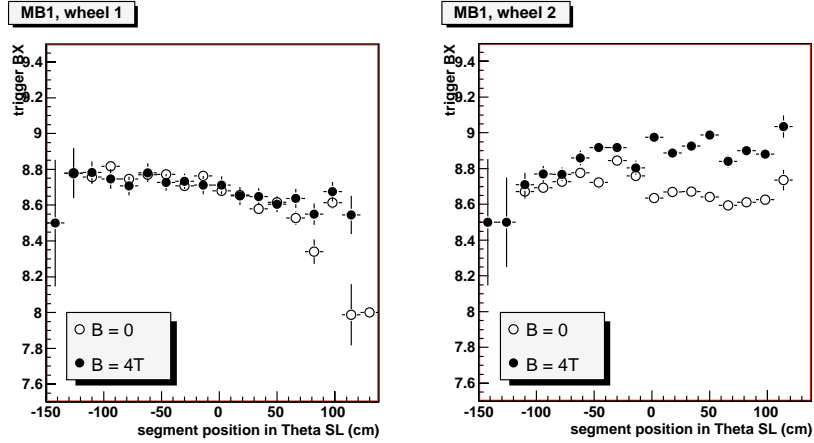 MB1, wheel 1
trigger BX
9.4
9.2
9
8.8
8.6
8.4
8.2
8
7.8
7.6
B = 0
B = 4T
-150 -100 -50 0 50 100
segment position in Theta SL (cm)
MB1, wheel 2
trigger BX
9.4
9.2
9
8.8
8.6
8.4
8.2
8
7.8
7.6
B = 0
B = 4T
-150 -100 -50 0 50 100
segment position in Theta SL (cm)